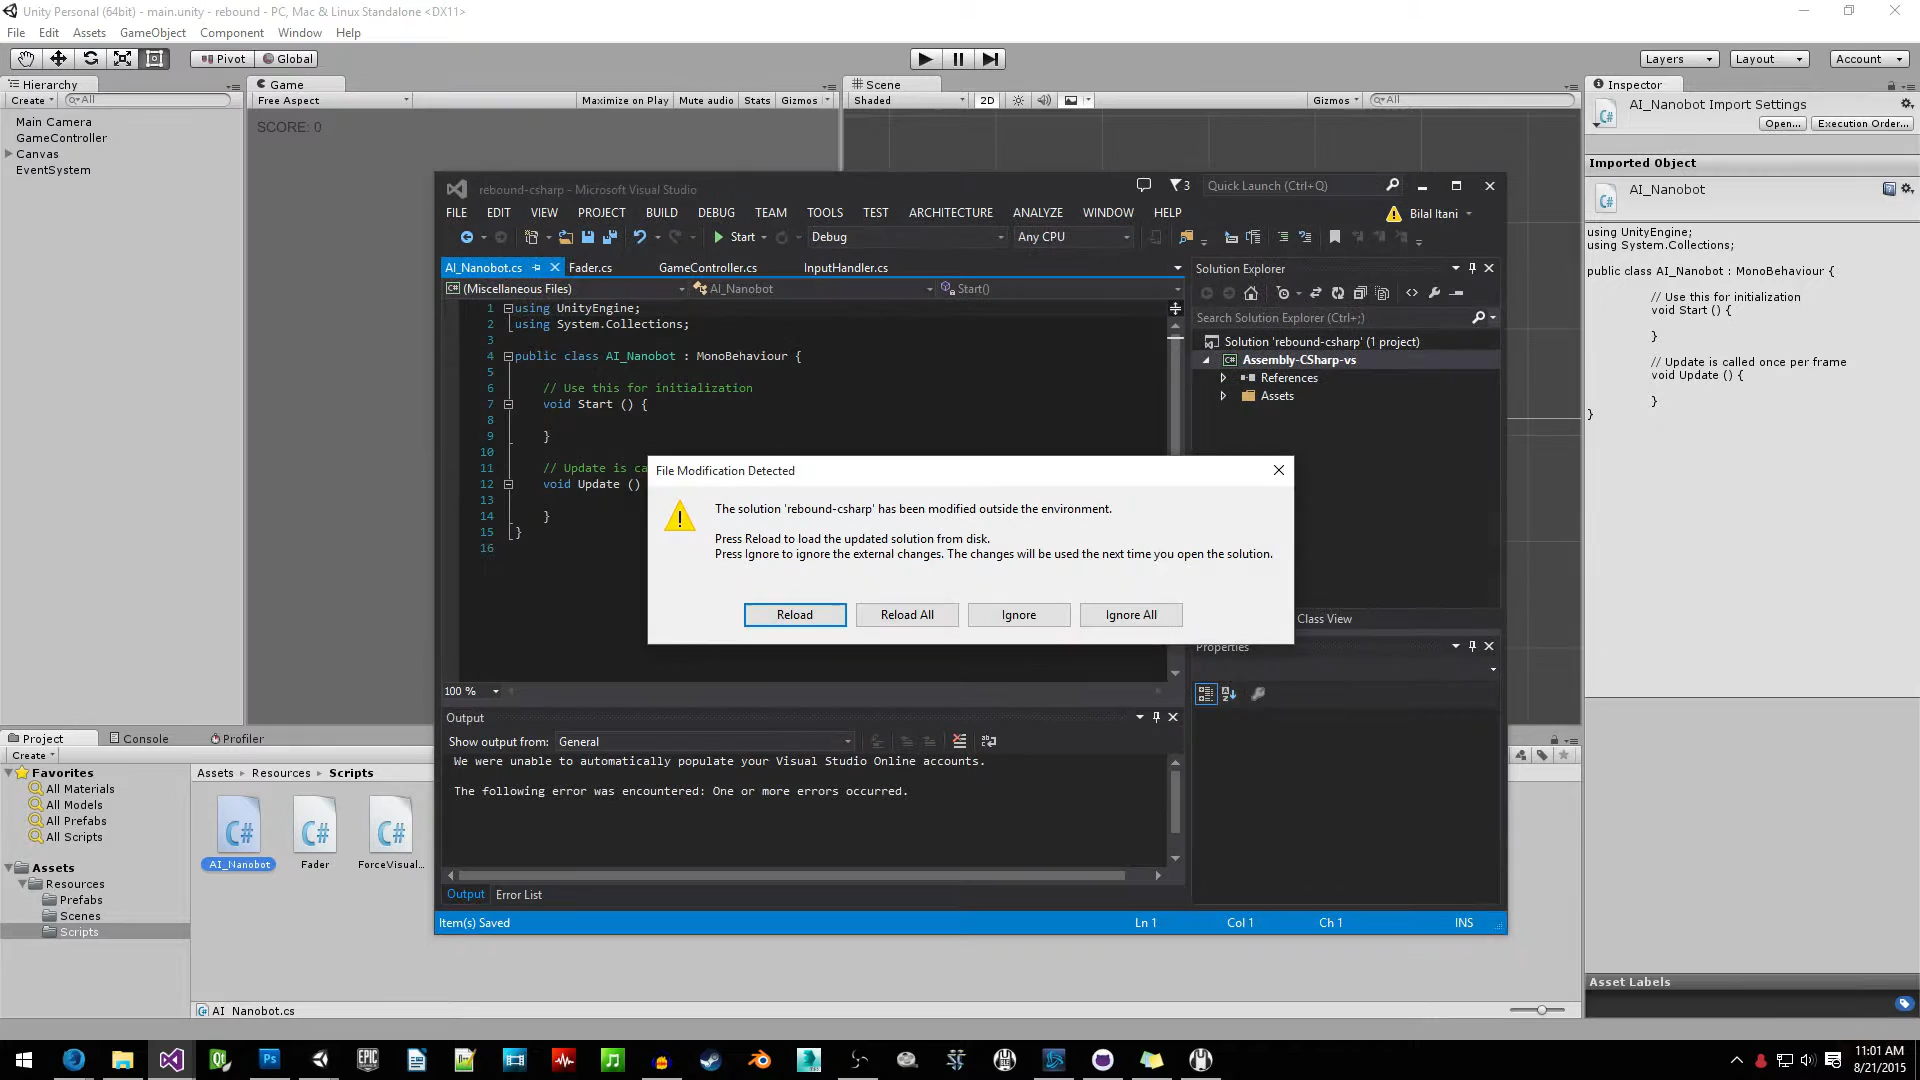 Unity Personal (64bit) - main.unity - rebound - PC, Mac & Linux Standalone <DX11>
File Edit Assets GameObject Component Window Help
Pivot Global Layers Layout Account
Hierarchy
Create All
Main Camera
GameController
Canvas
EventSystem
Game
Free Aspect Maximize on Play Mute audio Stats Gizmos
SCORE: 0
Scene
Shaded 2D Gizmos All
Inspector
AI_Nanobot Import Settings
Open... Execution Order...
Imported Object
AI_Nanobot
using UnityEngine;
using System.Collections;
public class AI_Nanobot : MonoBehaviour {
// Use this for initialization
void Start () {
}
// Update is called once per frame
void Update () {
}
}
Asset Labels
rebound-csharp - Microsoft Visual Studio
3 Quick Launch (Ctrl+Q)
FILE EDIT VIEW PROJECT BUILD DEBUG TEAM TOOLS TEST ARCHITECTURE ANALYZE WINDOW HELP
Bilal Itani
Start Debug Any CPU
AI_Nanobot.cs Fader.cs GameController.cs InputHandler.cs
(Miscellaneous Files) AI_Nanobot Start()
1 using UnityEngine;
2 using System.Collections;
3
4 public class AI_Nanobot : MonoBehaviour {
5
6 // Use this for initialization
7 void Start () {
8
9 }
10
11 // Update is ca
12 void Update ()
13
14 }
15 }
16
100 %
Solution Explorer
Search Solution Explorer (Ctrl+;)
Solution 'rebound-csharp' (1 project)
Assembly-CSharp-vs
References
Assets
Class View
Properties
File Modification Detected
The solution 'rebound-csharp' has been modified outside the environment.
Press Reload to load the updated solution from disk.
Press Ignore to ignore the external changes. The changes will be used the next time you open the solution.
Reload Reload All Ignore Ignore All
Output
Show output from: General
We were unable to automatically populate your Visual Studio Online accounts.
The following error was encountered: One or more errors occurred.
Output Error List
Item(s) Saved Ln 1 Col 1 Ch 1 INS
Project Console Profiler
Create
Favorites
All Materials
All Models
All Prefabs
All Scripts
Assets
Resources
Prefabs
Scenes
Scripts
Assets Resources Scripts
C# C# C#
AI_Nanobot Fader ForceVisual...
AI_Nanobot.cs
Qt Ps EPIC
11:01 AM
8/21/2015